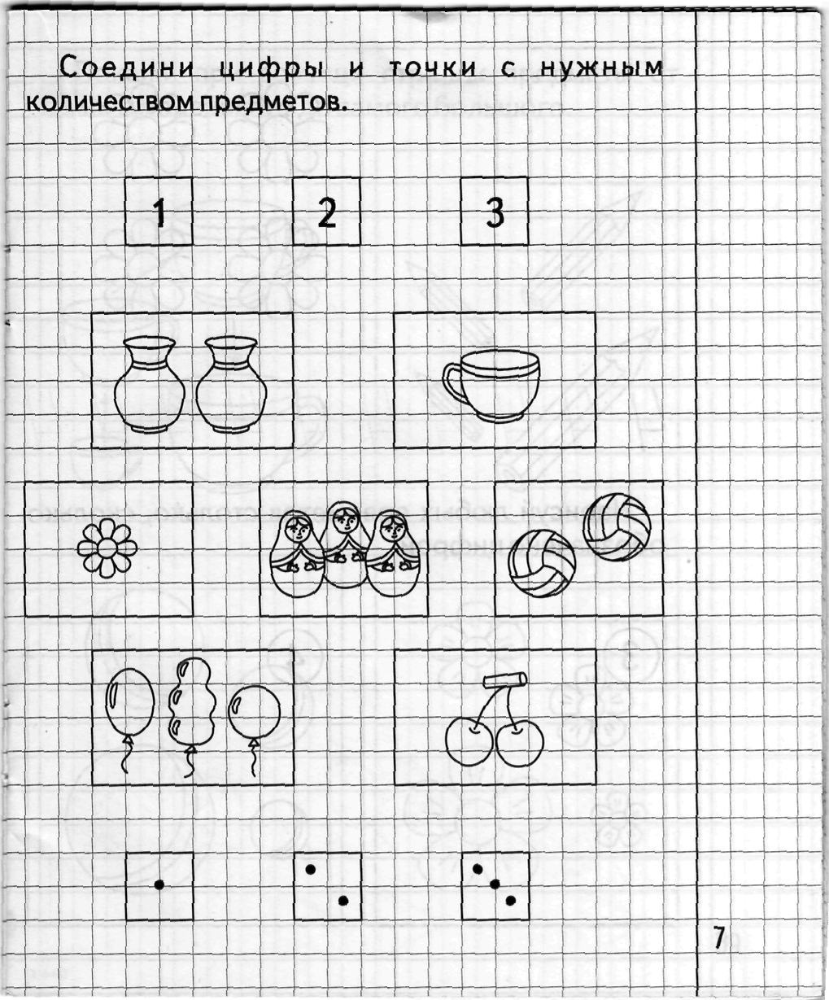 Соедини цифры и точки с нужным
количеством предметов.
1 2 3
7